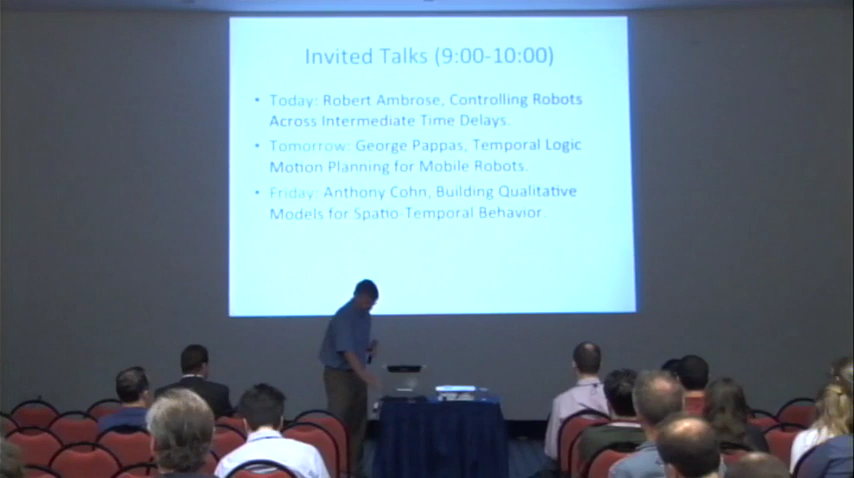 Invited Talks (9:00-10:00)
• Today: Robert Ambrose, Controlling Robots
Across Intermediate Time Delays.
• Tomorrow: George Pappas, Temporal Logic
Motion Planning for Mobile Robots.
• Friday: Anthony Cohn, Building Qualitative
Models for Spatio-Temporal Behavior.